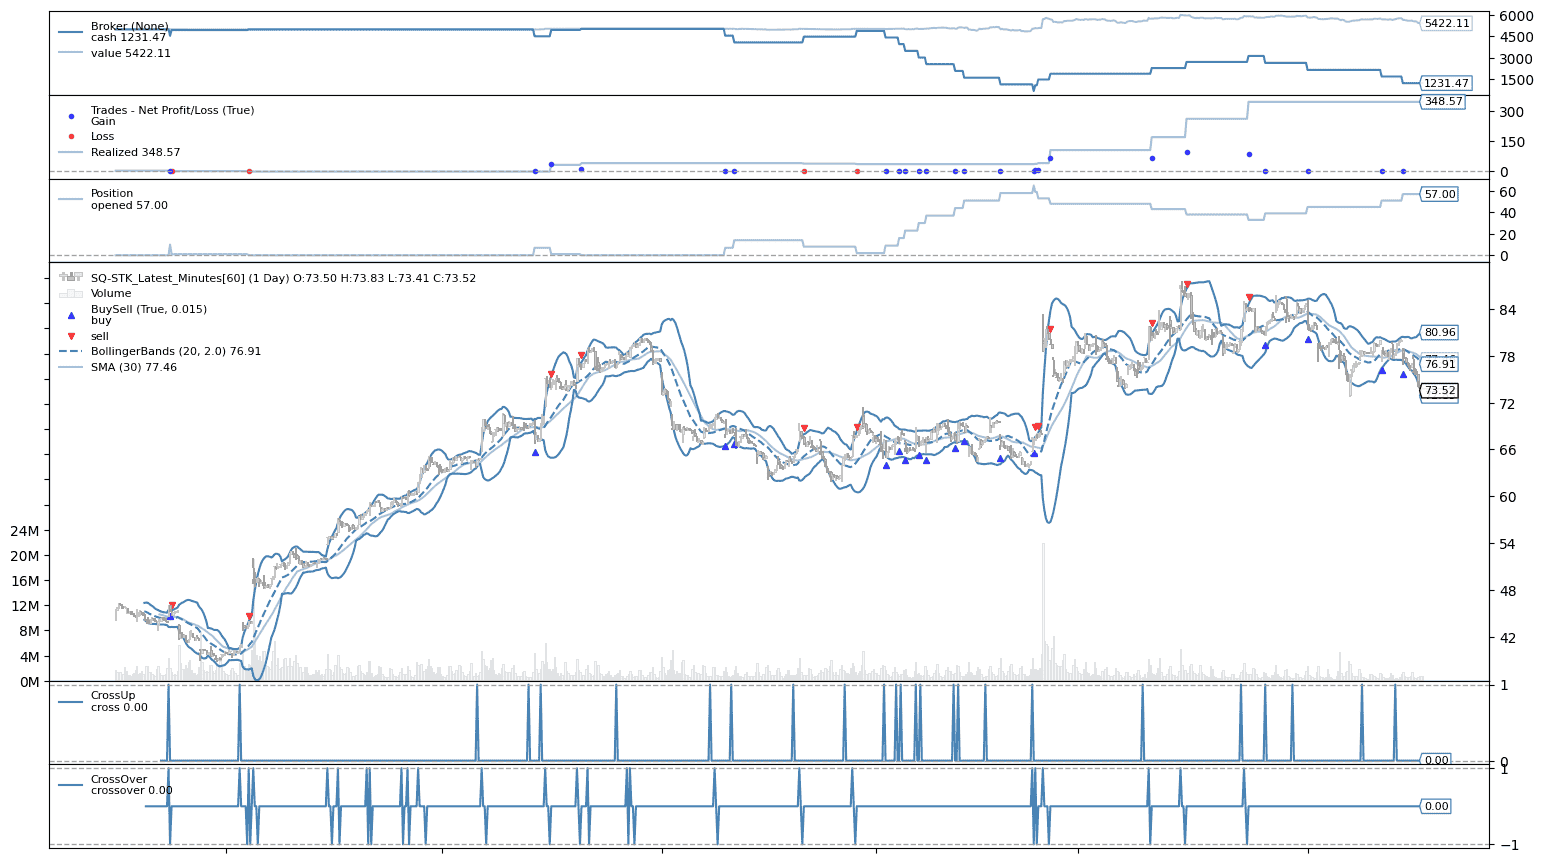 Broker (None)
cash 1231.47
value 5422.11
6000
5422.11
4500
3000
1500
1231.47
Trades - Net Profit/Loss (True)
Gain
Loss
Realized 348.57
348.57
300
150
0
Position
opened 57.00
60
57.00
40
20
0
SQ-STK_Latest_Minutes[60] (1 Day) O:73.50 H:73.83 L:73.41 C:73.52
Volume
BuySell (True, 0.015)
buy
sell
BollingerBands (20, 2.0) 76.91
SMA (30) 77.46
84
80.96
78
76.91
73.52
72
66
60
54
48
42
24M
20M
16M
12M
8M
4M
0M
CrossUp
cross 0.00
1
0.00
0
CrossOver
crossover 0.00
1
0.00
−1